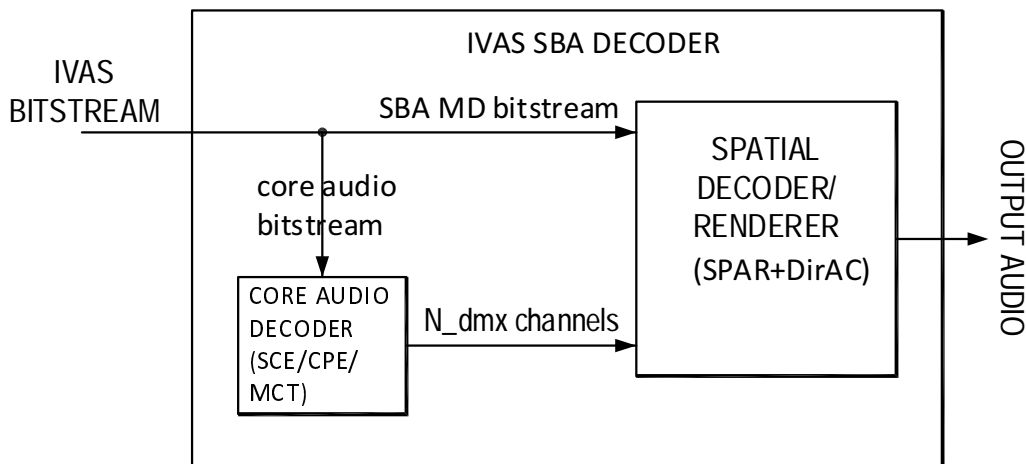 IVAS SBA DECODER
IVAS
BITSTREAM
SBA MD bitstream
core audio
bitstream
SPATIAL
DECODER/
RENDERER
(SPAR+DirAC)
OUTPUT AUDIO
CORE AUDIO
DECODER
(SCE/CPE/
MCT)
N_dmx channels